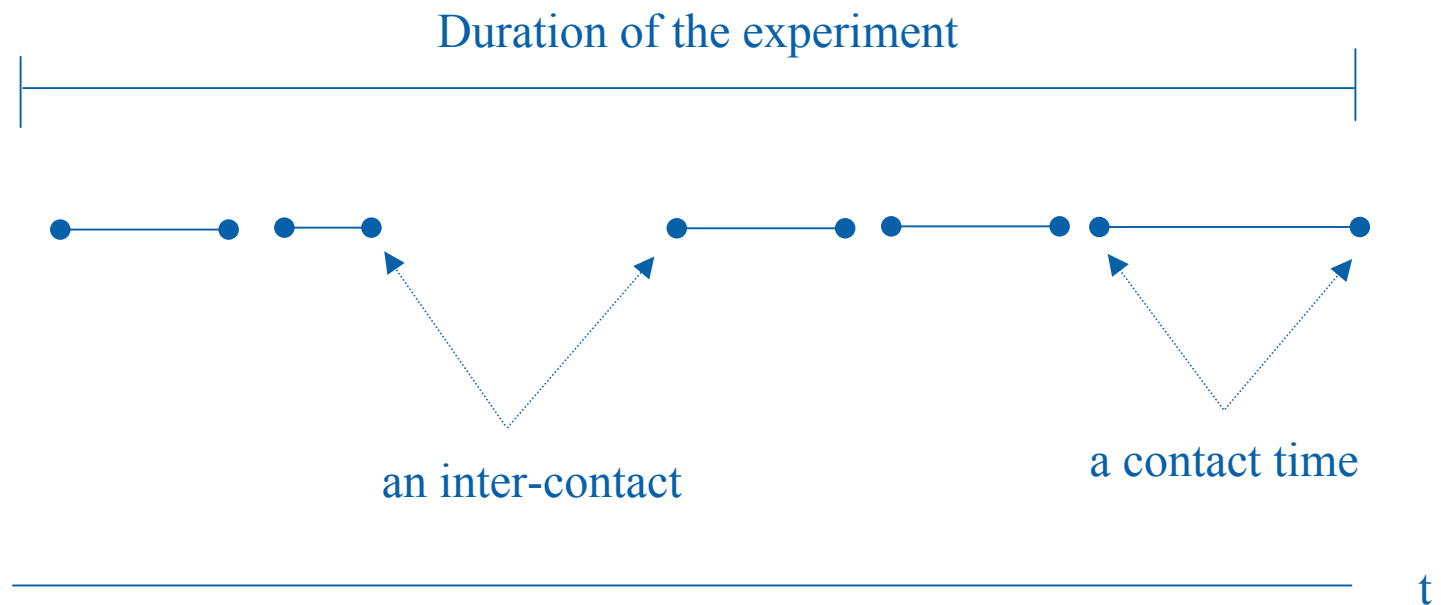 Duration of the experiment
an inter-contact
a contact time
t